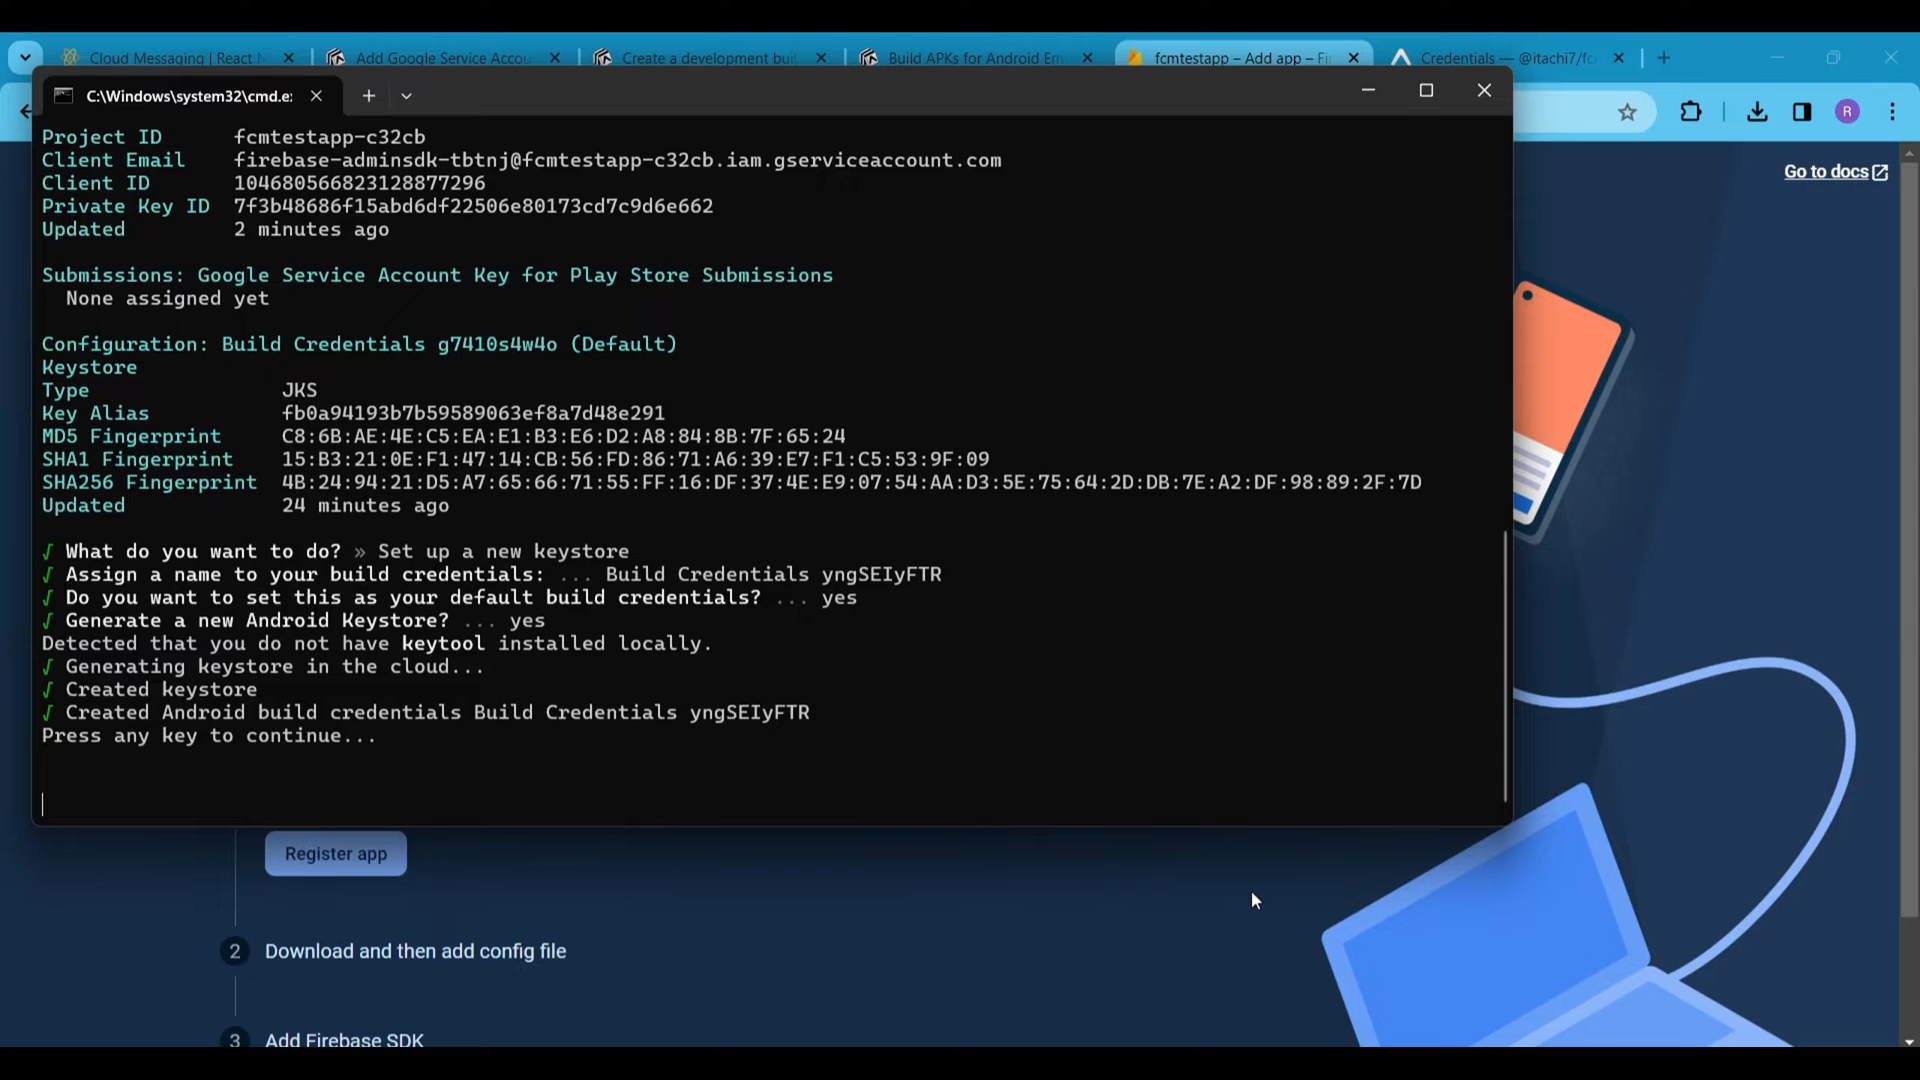 Cloud Messaging | React N
Add Google Service Accou
Create a development buil
Build APKs for Android Em
fcmtestapp – Add app – Fi
Credentials — @itachi7/fc
C:\Windows\system32\cmd.e:
R
Go to docs
Project ID fcmtestapp-c32cb
Client Email firebase-adminsdk-tbtnj@fcmtestapp-c32cb.iam.gserviceaccount.com
Client ID 104680566823128877296
Private Key ID 7f3b48686f15abd6df22506e80173cd7c9d6e662
Updated 2 minutes ago
Submissions: Google Service Account Key for Play Store Submissions
None assigned yet
Configuration: Build Credentials g7410s4w4o (Default)
Keystore
Type JKS
Key Alias fb0a94193b7b59589063ef8a7d48e291
MD5 Fingerprint C8:6B:AE:4E:C5:EA:E1:B3:E6:D2:A8:84:8B:7F:65:24
SHA1 Fingerprint 15:B3:21:0E:F1:47:14:CB:56:FD:86:71:A6:39:E7:F1:C5:53:9F:09
SHA256 Fingerprint 4B:24:94:21:D5:A7:65:66:71:55:FF:16:DF:37:4E:E9:07:54:AA:D3:5E:75:64:2D:DB:7E:A2:DF:98:89:2F:7D
Updated 24 minutes ago
√ What do you want to do? » Set up a new keystore
√ Assign a name to your build credentials: ... Build Credentials yngSEIyFTR
√ Do you want to set this as your default build credentials? ... yes
√ Generate a new Android Keystore? ... yes
Detected that you do not have keytool installed locally.
√ Generating keystore in the cloud...
√ Created keystore
√ Created Android build credentials Build Credentials yngSEIyFTR
Press any key to continue...
Register app
2 Download and then add config file
3 Add Firebase SDK